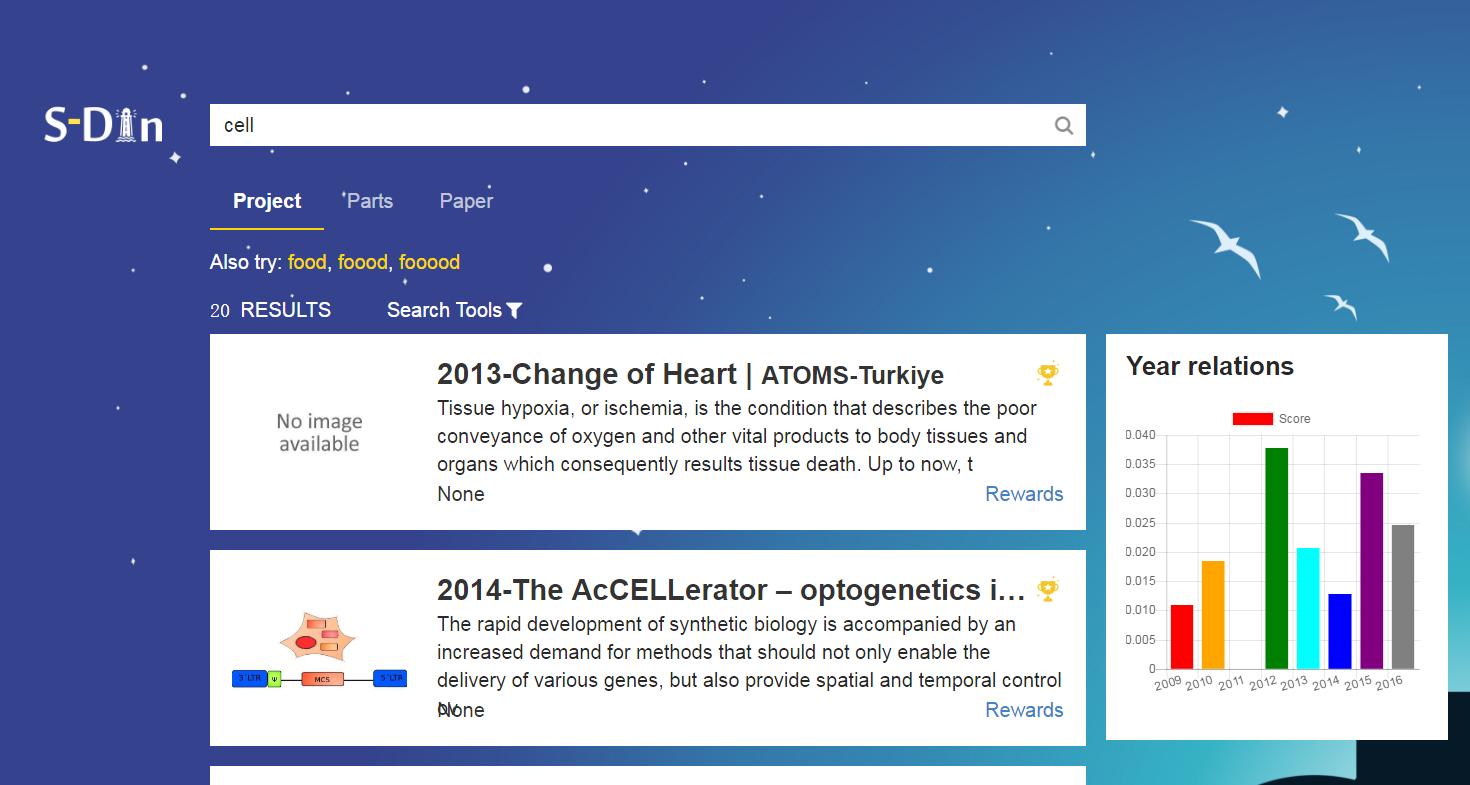 S-Din
cell
Project Parts Paper
Also try: food, foood, fooood
20 RESULTS Search Tools
2013-Change of Heart | ATOMS-Turkiye
No image
available
Tissue hypoxia, or ischemia, is the condition that describes the poor
conveyance of oxygen and other vital products to body tissues and
organs which consequently results tissue death. Up to now, t
None Rewards
2014-The AcCELLerator – optogenetics i…
The rapid development of synthetic biology is accompanied by an
increased demand for methods that should not only enable the
delivery of various genes, but also provide spatial and temporal control
ov
None Rewards
3´LTR Ψ MCS 5´LTR
Year relations
Score
0.040
0.035
0.030
0.025
0.020
0.015
0.010
0.005
0
2009 2010 2011 2012 2013 2014 2015 2016